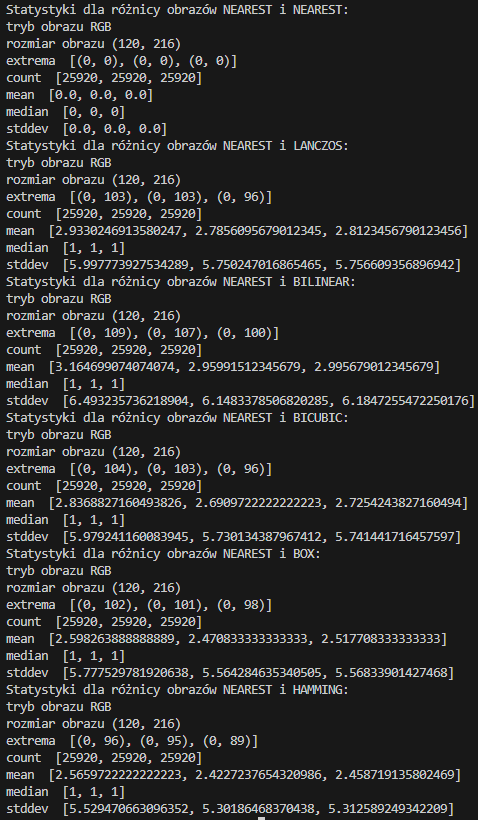 Statystyki dla różnicy obrazów NEAREST i NEAREST:
tryb obrazu RGB
rozmiar obrazu (120, 216)
extrema  [(0, 0), (0, 0), (0, 0)]
count  [25920, 25920, 25920]
mean  [0.0, 0.0, 0.0]
median  [0, 0, 0]
stddev  [0.0, 0.0, 0.0]
Statystyki dla różnicy obrazów NEAREST i LANCZOS:
tryb obrazu RGB
rozmiar obrazu (120, 216)
extrema  [(0, 103), (0, 103), (0, 96)]
count  [25920, 25920, 25920]
mean  [2.9330246913580247, 2.7856095679012345, 2.8123456790123456]
median  [1, 1, 1]
stddev  [5.997773927534289, 5.750247016865465, 5.756609356896942]
Statystyki dla różnicy obrazów NEAREST i BILINEAR:
tryb obrazu RGB
rozmiar obrazu (120, 216)
extrema  [(0, 109), (0, 107), (0, 100)]
count  [25920, 25920, 25920]
mean  [3.164699074074074, 2.95991512345679, 2.995679012345679]
median  [1, 1, 1]
stddev  [6.493235736218904, 6.1483378506820285, 6.1847255472250176]
Statystyki dla różnicy obrazów NEAREST i BICUBIC:
tryb obrazu RGB
rozmiar obrazu (120, 216)
extrema  [(0, 104), (0, 103), (0, 96)]
count  [25920, 25920, 25920]
mean  [2.8368827160493826, 2.6909722222222223, 2.7254243827160494]
median  [1, 1, 1]
stddev  [5.979241160083945, 5.730134387967412, 5.741441716457597]
Statystyki dla różnicy obrazów NEAREST i BOX:
tryb obrazu RGB
rozmiar obrazu (120, 216)
extrema  [(0, 102), (0, 101), (0, 98)]
count  [25920, 25920, 25920]
mean  [2.598263888888889, 2.470833333333333, 2.517708333333333]
median  [1, 1, 1]
stddev  [5.777529781920638, 5.564284635340505, 5.56833901427468]
Statystyki dla różnicy obrazów NEAREST i HAMMING:
tryb obrazu RGB
rozmiar obrazu (120, 216)
extrema  [(0, 96), (0, 95), (0, 89)]
count  [25920, 25920, 25920]
mean  [2.5659722222222223, 2.4227237654320986, 2.458719135802469]
median  [1, 1, 1]
stddev  [5.529470663096352, 5.30186468370438, 5.312589249342209]